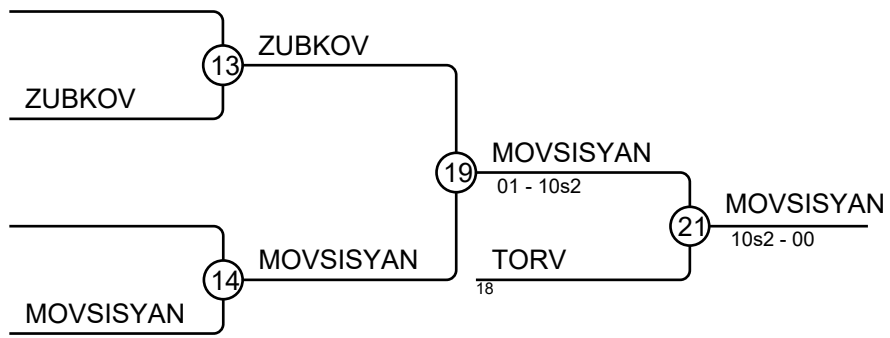 ZUBKOV
13
ZUBKOV
MOVSISYAN
19
01 - 10s2
MOVSISYAN
21
10s2 - 00
MOVSISYAN
14
TORV
18
MOVSISYAN